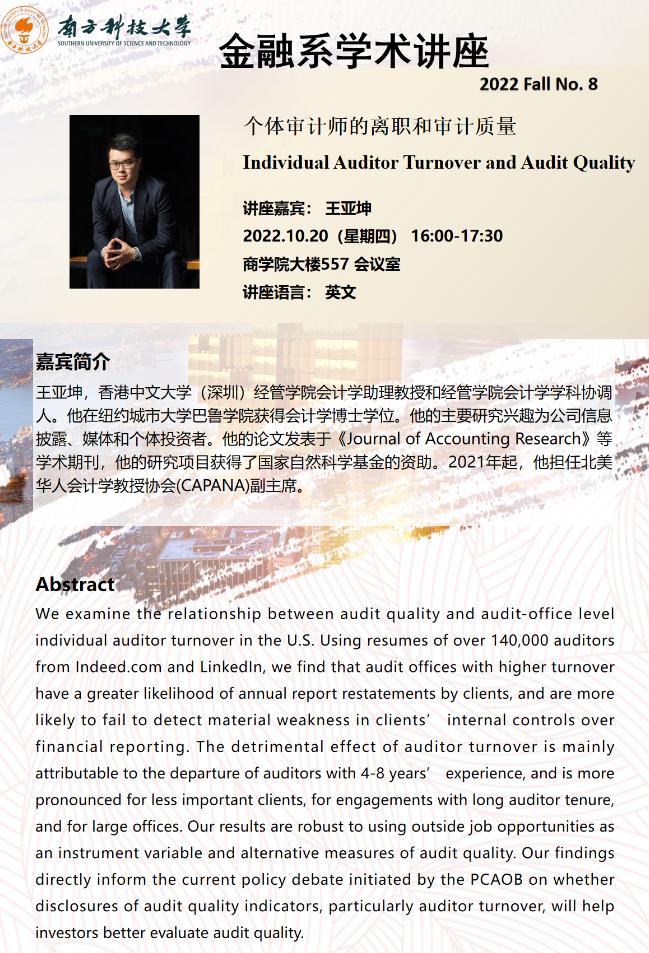 南方科技大学
SOUTHERN UNIVERSITY OF SCIENCE AND TECHNOLOGY
金融系学术讲座
2022 Fall No. 8
个体审计师的离职和审计质量
Individual Auditor Turnover and Audit Quality
讲座嘉宾： 王亚坤
2022.10.20（星期四） 16:00-17:30
商学院大楼557 会议室
讲座语言： 英文
嘉宾简介
王亚坤，香港中文大学（深圳）经管学院会计学助理教授和经管学院会计学学科协调
人。他在纽约城市大学巴鲁学院获得会计学博士学位。他的主要研究兴趣为公司信息
披露、媒体和个体投资者。他的论文发表于《Journal of Accounting Research》等
学术期刊，他的研究项目获得了国家自然科学基金的资助。2021年起，他担任北美
华人会计学教授协会(CAPANA)副主席。
Abstract
We examine the relationship between audit quality and audit-office level
individual auditor turnover in the U.S. Using resumes of over 140,000 auditors
from Indeed.com and LinkedIn, we find that audit offices with higher turnover
have a greater likelihood of annual report restatements by clients, and are more
likely to fail to detect material weakness in clients’ internal controls over
financial reporting. The detrimental effect of auditor turnover is mainly
attributable to the departure of auditors with 4-8 years’ experience, and is more
pronounced for less important clients, for engagements with long auditor tenure,
and for large offices. Our results are robust to using outside job opportunities as
an instrument variable and alternative measures of audit quality. Our findings
directly inform the current policy debate initiated by the PCAOB on whether
disclosures of audit quality indicators, particularly auditor turnover, will help
investors better evaluate audit quality.